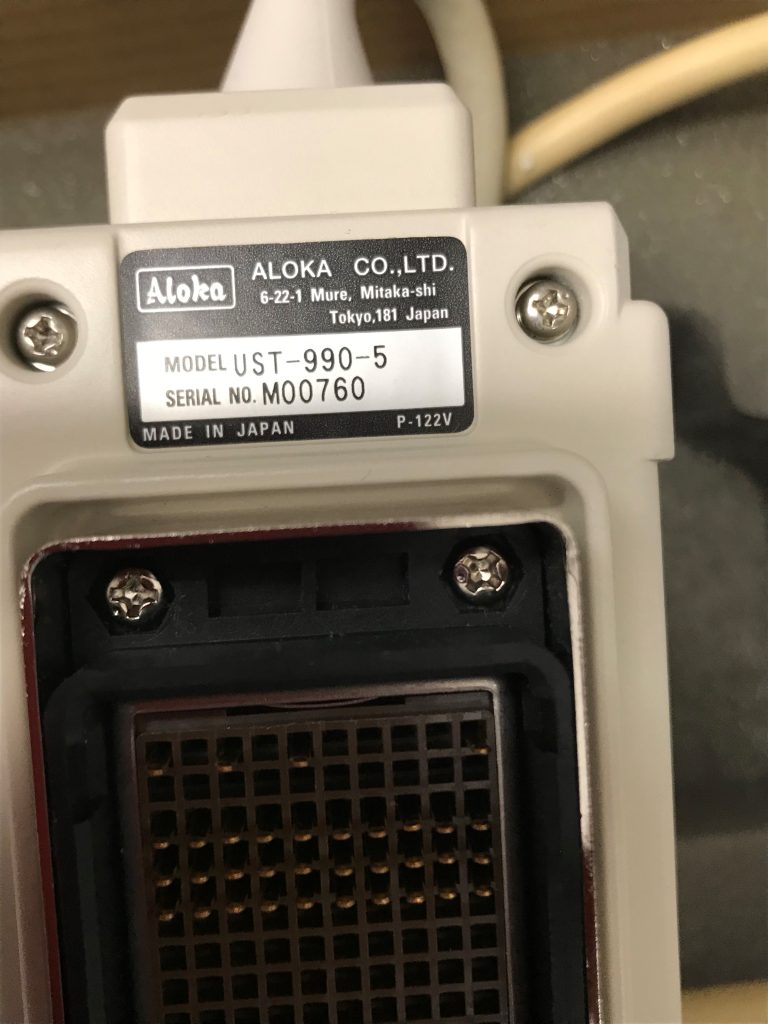 Aloka
ALOKA CO.,LTD.
6-22-1 Mure, Mitaka-shi
Tokyo,181 Japan
MODEL UST-990-5
SERIAL NO. M00760
MADE IN JAPAN P-122V